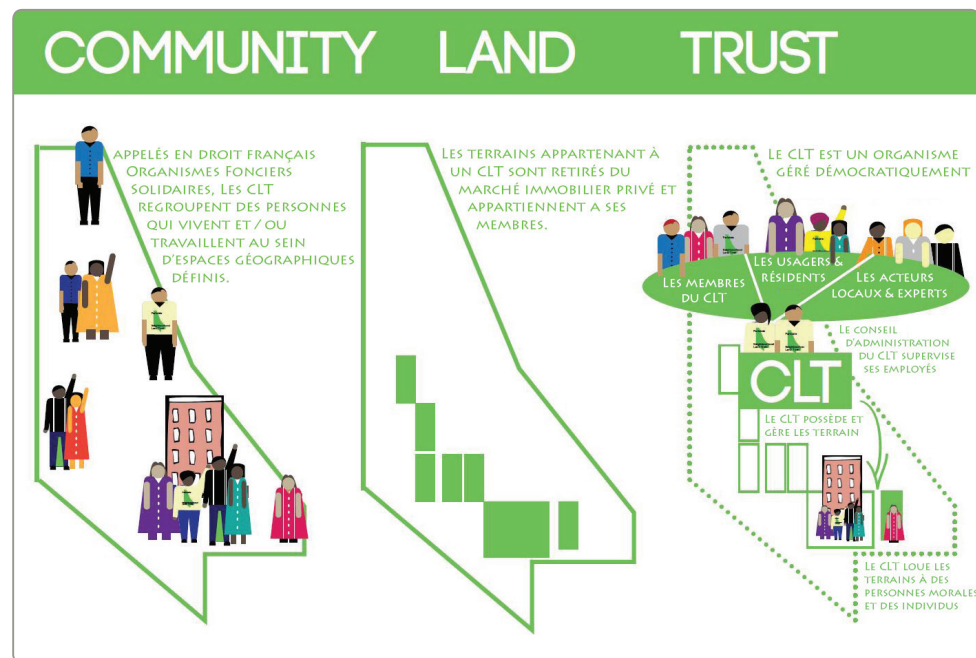 COMMUNITY LAND TRUST
APPELÉS EN DROIT FRANÇAIS
ORGANISMES FONCIERS
SOLIDAIRES, LES CLT
REGROUPENT DES PERSONNES
QUI VIVENT ET / OU
TRAVAILLENT AU SEIN
D'ESPACES GÉOGRAPHIQUES
DÉFINIS.
LES TERRAINS APPARTENANT À
UN CLT SONT RETIRÉS DU
MARCHÉ IMMOBILIER PRIVÉ ET
APPARTIENNENT A SES
MEMBRES.
LE CLT EST UN ORGANISME
GÉRÉ DÉMOCRATIQUEMENT
LES MEMBRES
DU CLT
LES USAGERS &
RÉSIDENTS
LES ACTEURS
LOCAUX & EXPERTS
LE CONSEIL
D'ADMINISTRATION
DU CLT SUPERVISE
SES EMPLOYÉS
CLT
LE CLT POSSÈDE ET
GÈRE LES TERRAIN
LE CLT LOUE LES
TERRAINS À DES
PERSONNES MORALES
ET DES INDIVIDUS